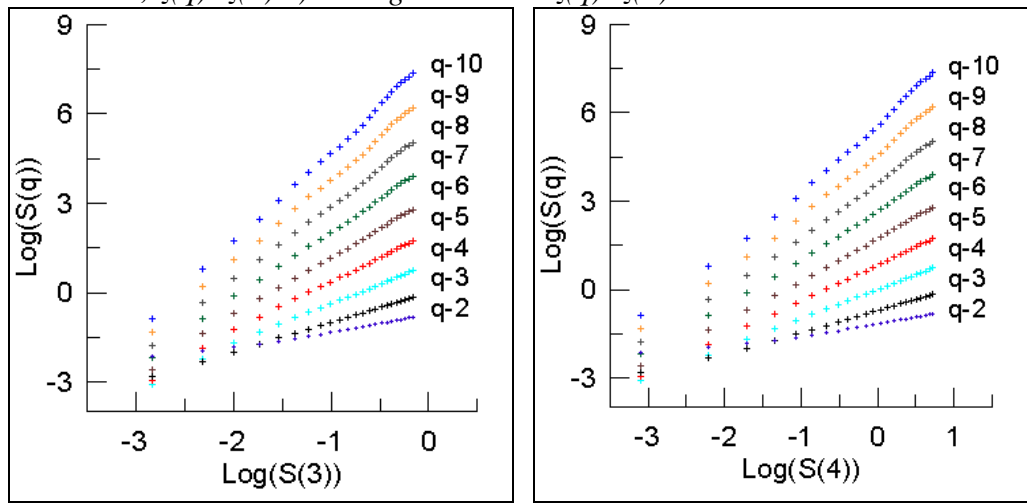 9
6
3
0
-3
Log(S(q))
q-10
q-9
q-8
q-7
q-6
q-5
q-4
q-3
q-2
-3 -2 -1 0
Log(S(3))
9
6
3
0
-3
Log(S(q))
q-10
q-9
q-8
q-7
q-6
q-5
q-4
q-3
q-2
-3 -2 -1 0 1
Log(S(4))